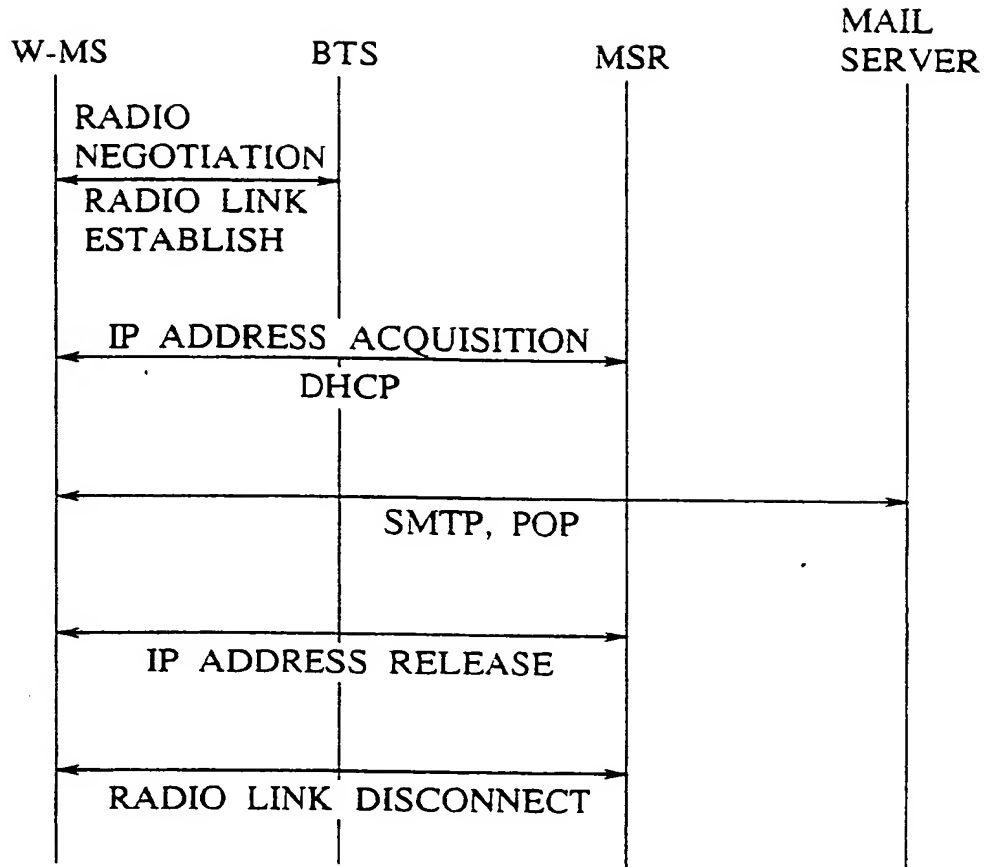 W-MS
BTS
MSR
MAIL
SERVER
RADIO
NEGOTIATION
RADIO LINK
ESTABLISH
IP ADDRESS ACQUISITION
DHCP
SMTP, POP
IP ADDRESS RELEASE
RADIO LINK DISCONNECT